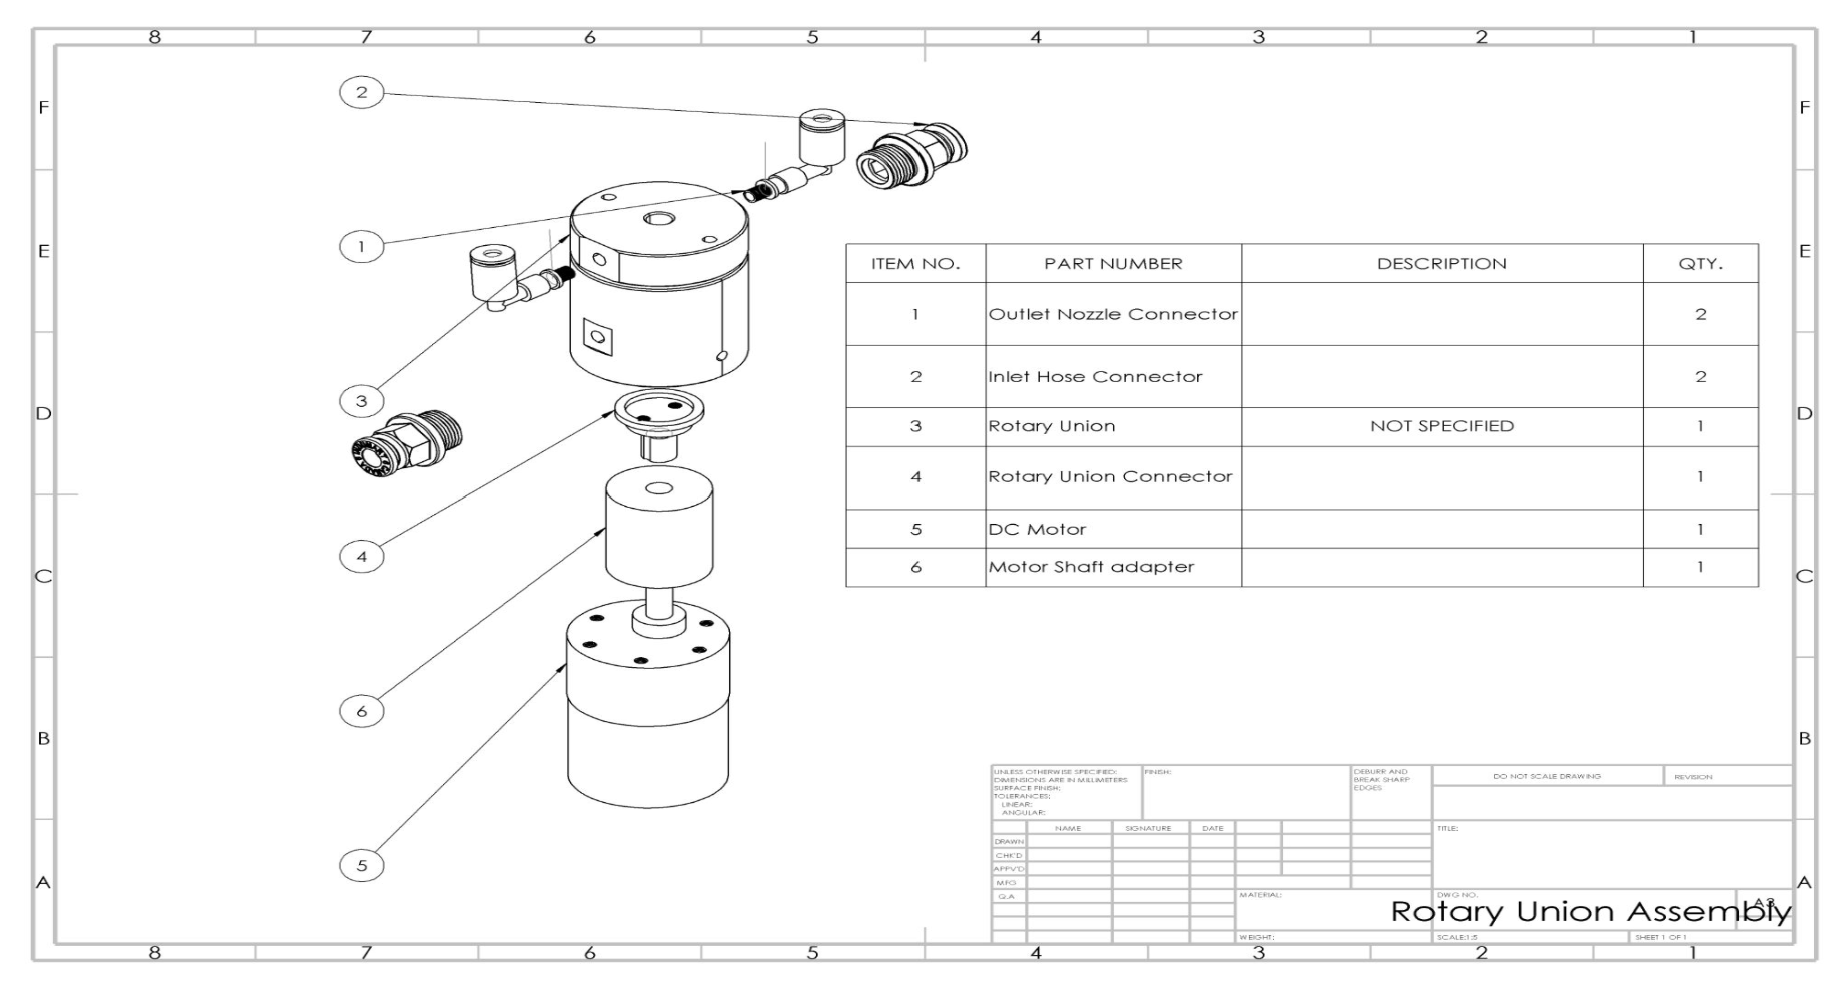 8 7 6 5 4 3 2 1
F F
2
1
E E
ITEM NO. PART NUMBER DESCRIPTION QTY.
1 Outlet Nozzle Connector 2
2 Inlet Hose Connector 2
3
D D
3 Rotary Union NOT SPECIFIED 1
4 Rotary Union Connector 1
5 DC Motor 1
4
6 Motor Shaft adapter 1
C C
6
B B
UNLESS OTHERWISE SPECIFIED: FINISH: DEBURR AND DO NOT SCALE DRAWING REVISION
DIMENSIONS ARE IN MILLIMETERS BREAK SHARP
SURFACE FINISH: EDGES
TOLERANCES:
LINEAR:
ANGULAR:
NAME SIGNATURE DATE TITLE:
DRAWN
CHK'D
5
APPV'D
A A
MFG
Q.A MATERIAL: DWG NO.
Rotary Union Assembly A3
WEIGHT: SCALE:1:5 SHEET 1 OF 1
8 7 6 5 4 3 2 1